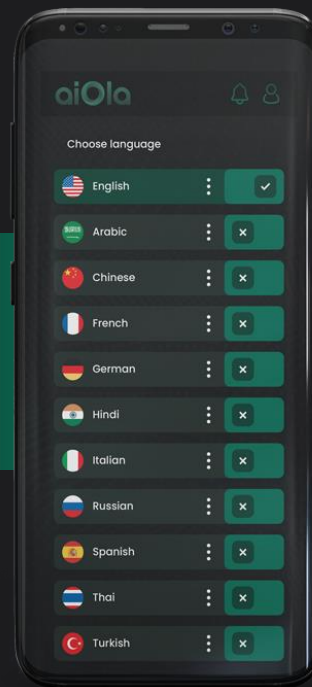 aiOla
Choose language
English
Arabic
Chinese
French
German
Hindi
Italian
Russian
Spanish
Thai
Turkish